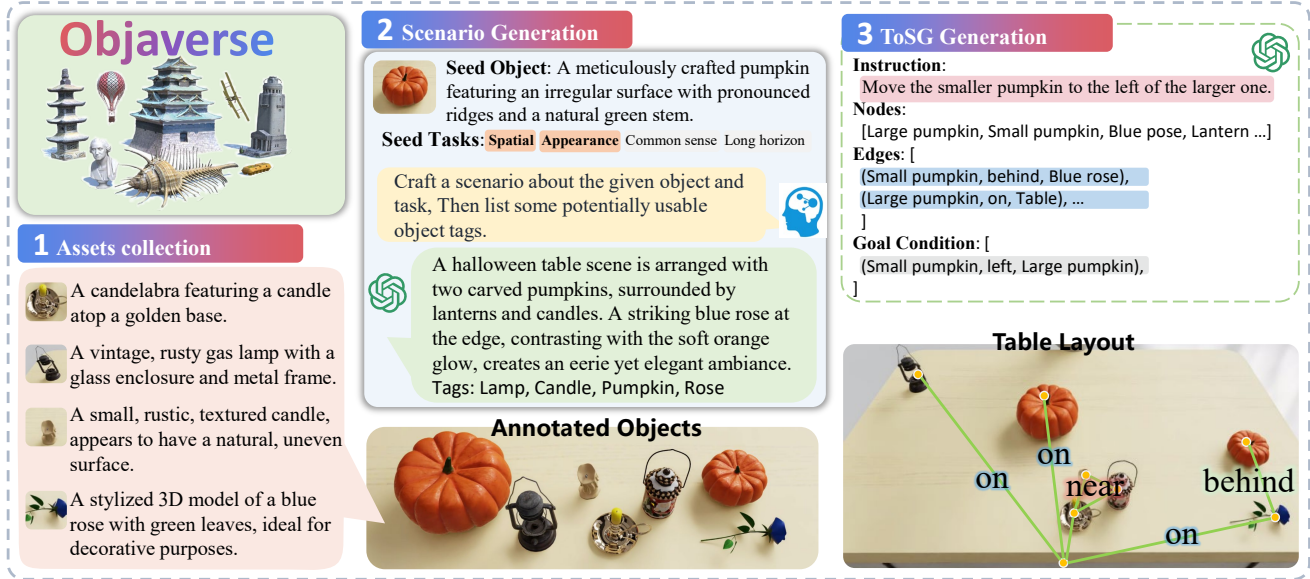 Objaverse
1 Assets collection
A candelabra featuring a candle
atop a golden base.
A vintage, rusty gas lamp with a
glass enclosure and metal frame.
A small, rustic, textured candle,
appears to have a natural, uneven
surface.
A stylized 3D model of a blue
rose with green leaves, ideal for
decorative purposes.
2 Scenario Generation
Seed Object: A meticulously crafted pumpkin
featuring an irregular surface with pronounced
ridges and a natural green stem.
Seed Tasks: Spatial Appearance Common sense Long horizon
Craft a scenario about the given object and
task, Then list some potentially usable
object tags.
A halloween table scene is arranged with
two carved pumpkins, surrounded by
lanterns and candles. A striking blue rose at
the edge, contrasting with the soft orange
glow, creates an eerie yet elegant ambiance.
Tags: Lamp, Candle, Pumpkin, Rose
Annotated Objects
3 ToSG Generation
Instruction:
Move the smaller pumpkin to the left of the larger one.
Nodes:
[Large pumpkin, Small pumpkin, Blue pose, Lantern ...]
Edges: [
(Small pumpkin, behind, Blue rose),
(Large pumpkin, on, Table), ...
]
Goal Condition: [
(Small pumpkin, left, Large pumpkin),
]
Table Layout
on
on
near
behind
on